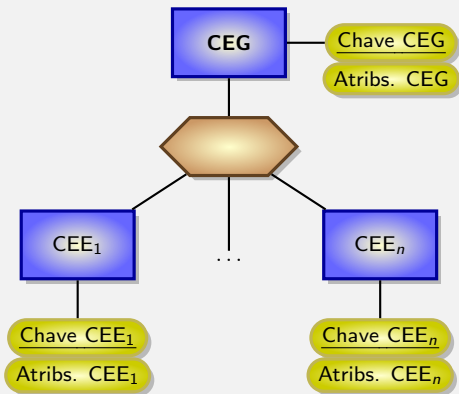 CEG
Chave CEG
Atribs. CEG
CEE₁
...
CEEₙ
Chave CEE₁
Chave CEEₙ
Atribs. CEE₁
Atribs. CEEₙ